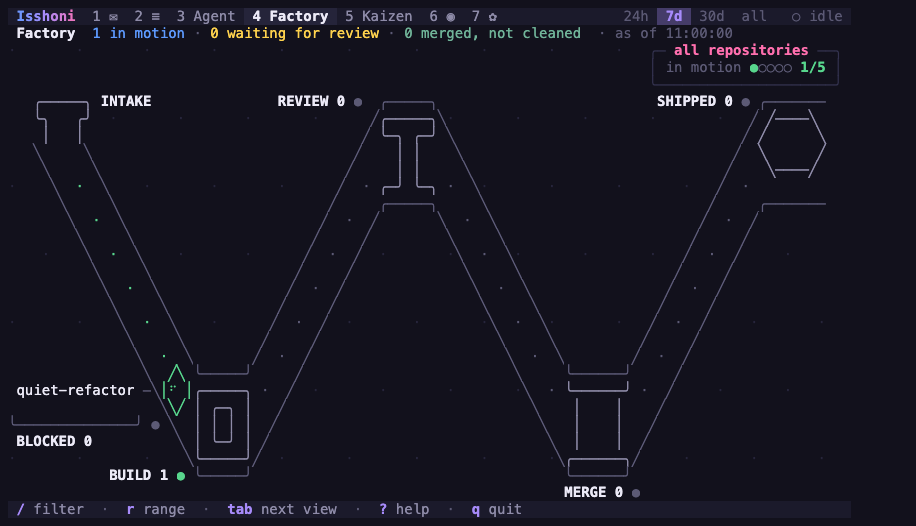 Isshoni 1 ✉ 2 ≡ 3 Agent 4 Factory 5 Kaizen 6 ◉ 7 ✿ 24h 7d 30d all ○ idle
Factory 1 in motion · 0 waiting for review · 0 merged, not cleaned · as of 11:00:00
all repositories
in motion ●○○○○ 1/5
INTAKE
REVIEW 0 ●
SHIPPED 0 ●
quiet-refactor
BLOCKED 0
BUILD 1 ●
MERGE 0 ●
/ filter · r range · tab next view · ? help · q quit